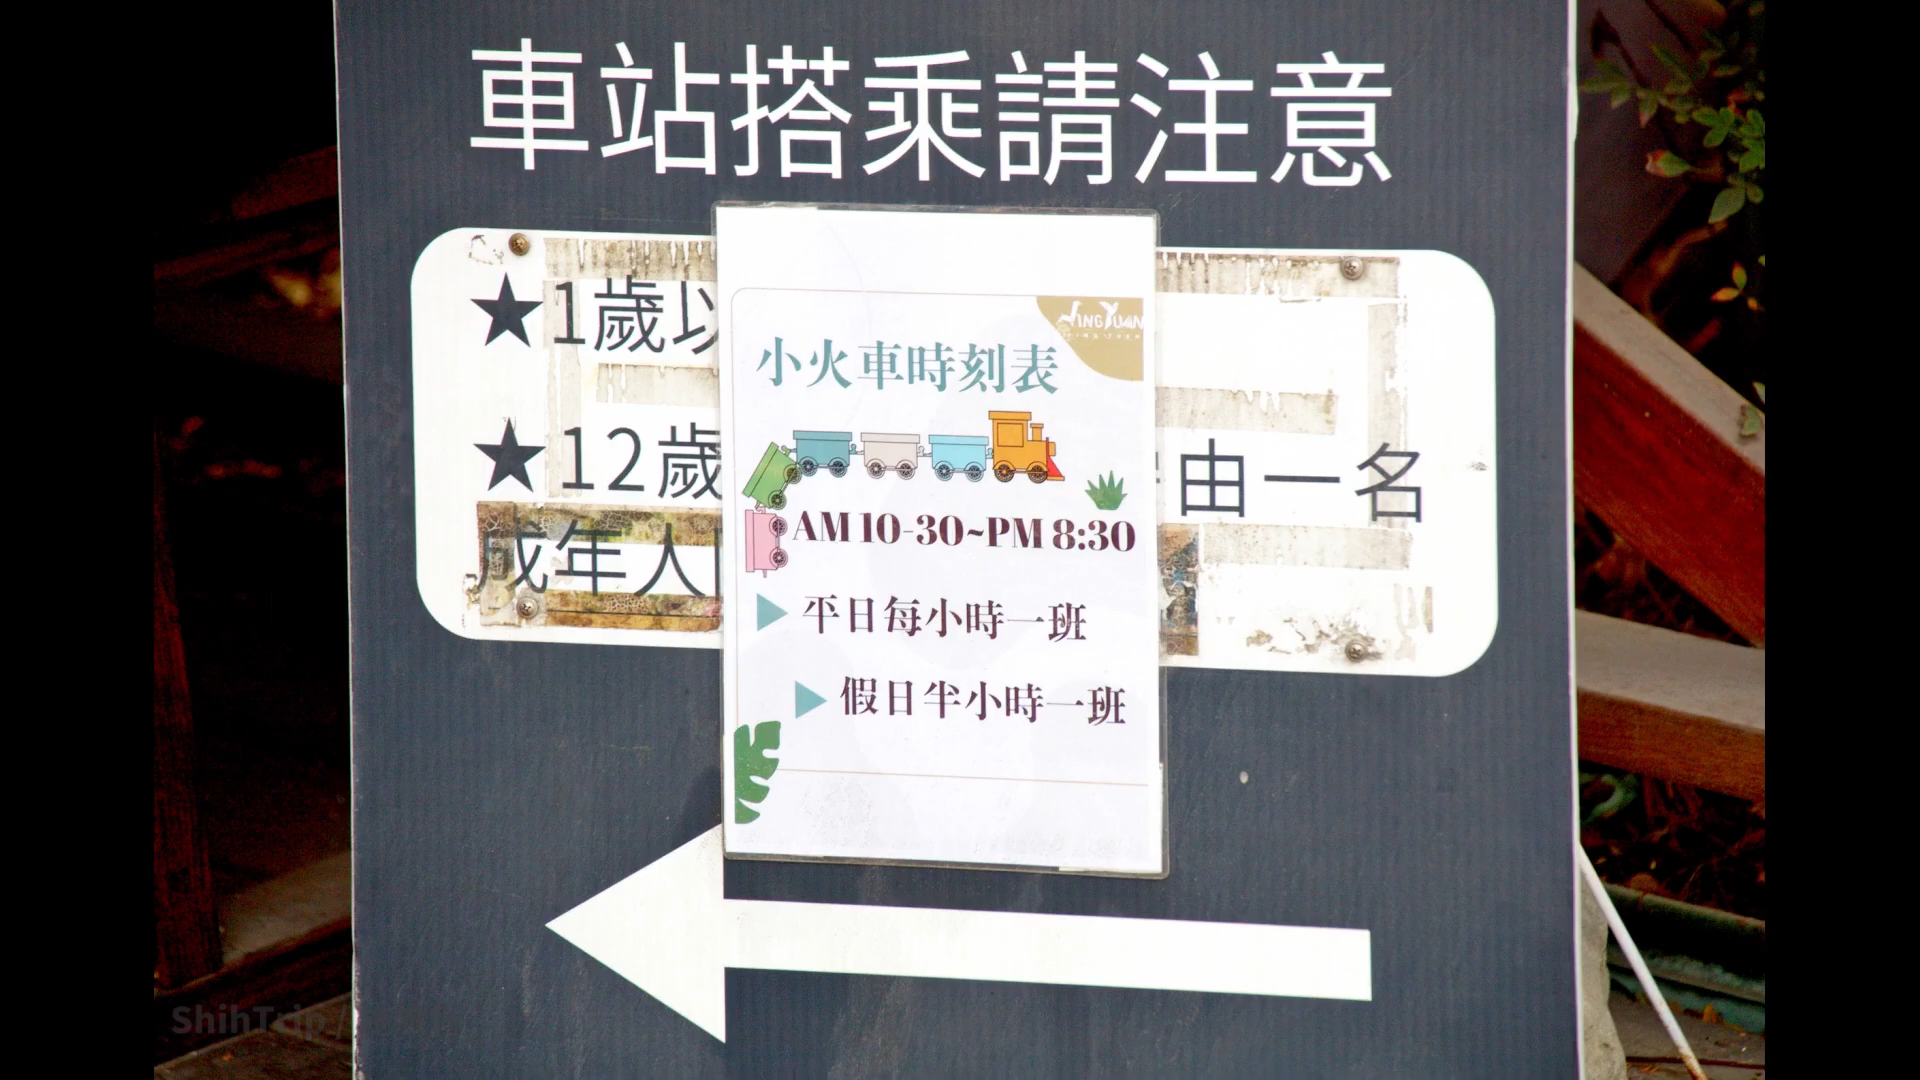 車站搭乘請注意
★1歲以
JINGYUAN
小火車時刻表
★12歲
由一名
AM 10-30~PM 8:30
成年人
平日每小時一班
假日半小時一班
ShihTrip /